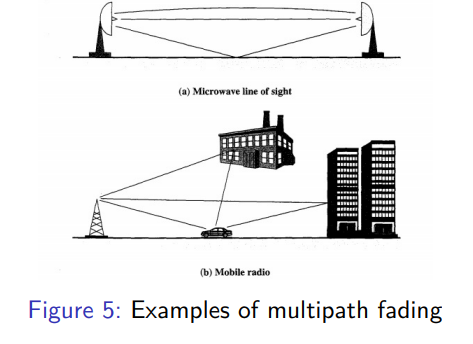 (a) Microwave line of sight
(b) Mobile radio
Figure 5: Examples of multipath fading